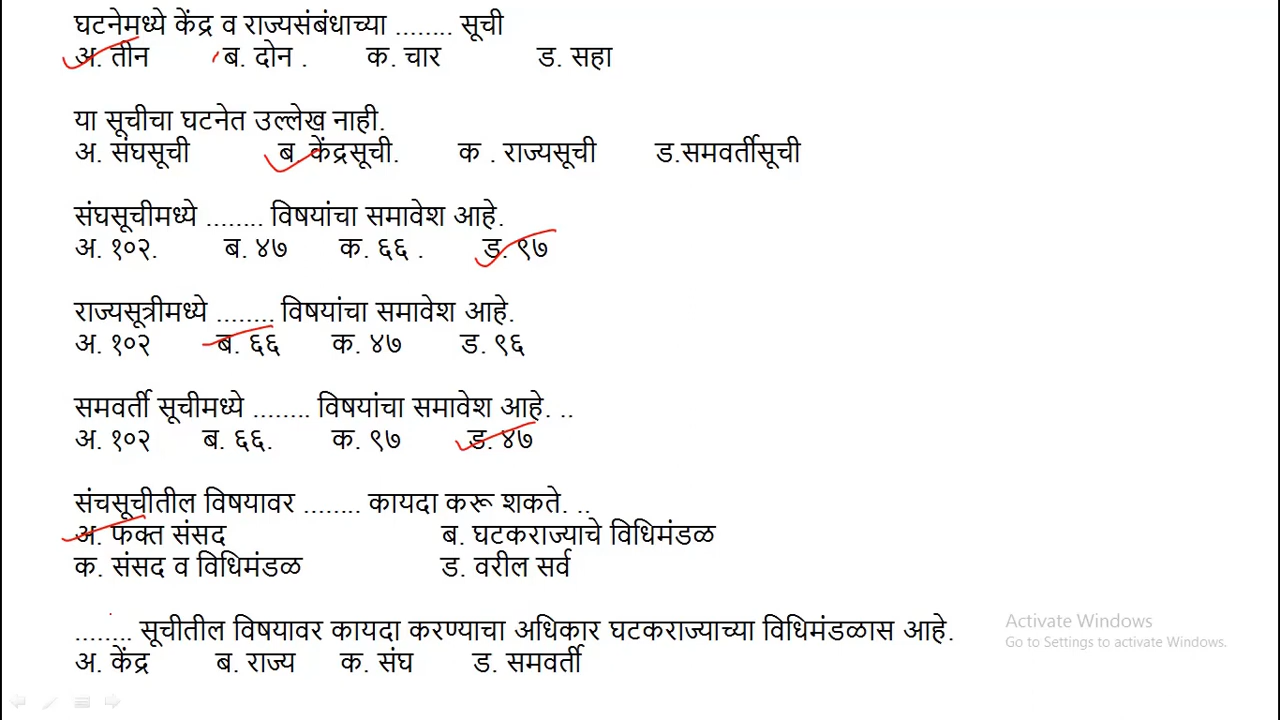 घटनेमध्ये केंद्र व राज्यसंबंधाच्या ........ सूची
अ. तीन ब. दोन . क. चार ड. सहा
या सूचीचा घटनेत उल्लेख नाही.
अ. संघसूची ब. केंद्रसूची. क . राज्यसूची ड.समवर्तीसूची
संघसूचीमध्ये ........ विषयांचा समावेश आहे.
अ. १०२. ब. ४७ क. ६६ . ड. ९७
राज्यसूत्रीमध्ये ........ विषयांचा समावेश आहे.
अ. १०२ ब. ६६ क. ४७ ड. ९६
समवर्ती सूचीमध्ये ........ विषयांचा समावेश आहे. ..
अ. १०२ ब. ६६. क. ९७ ड. ४७
संचसूचीतील विषयावर ........ कायदा करू शकते. ..
अ. फक्त संसद ब. घटकराज्याचे विधिमंडळ
क. संसद व विधिमंडळ ड. वरील सर्व
........ सूचीतील विषयावर कायदा करण्याचा अधिकार घटकराज्याच्या विधिमंडळास आहे.
अ. केंद्र ब. राज्य क. संघ ड. समवर्ती
Activate Windows
Go to Settings to activate Windows.